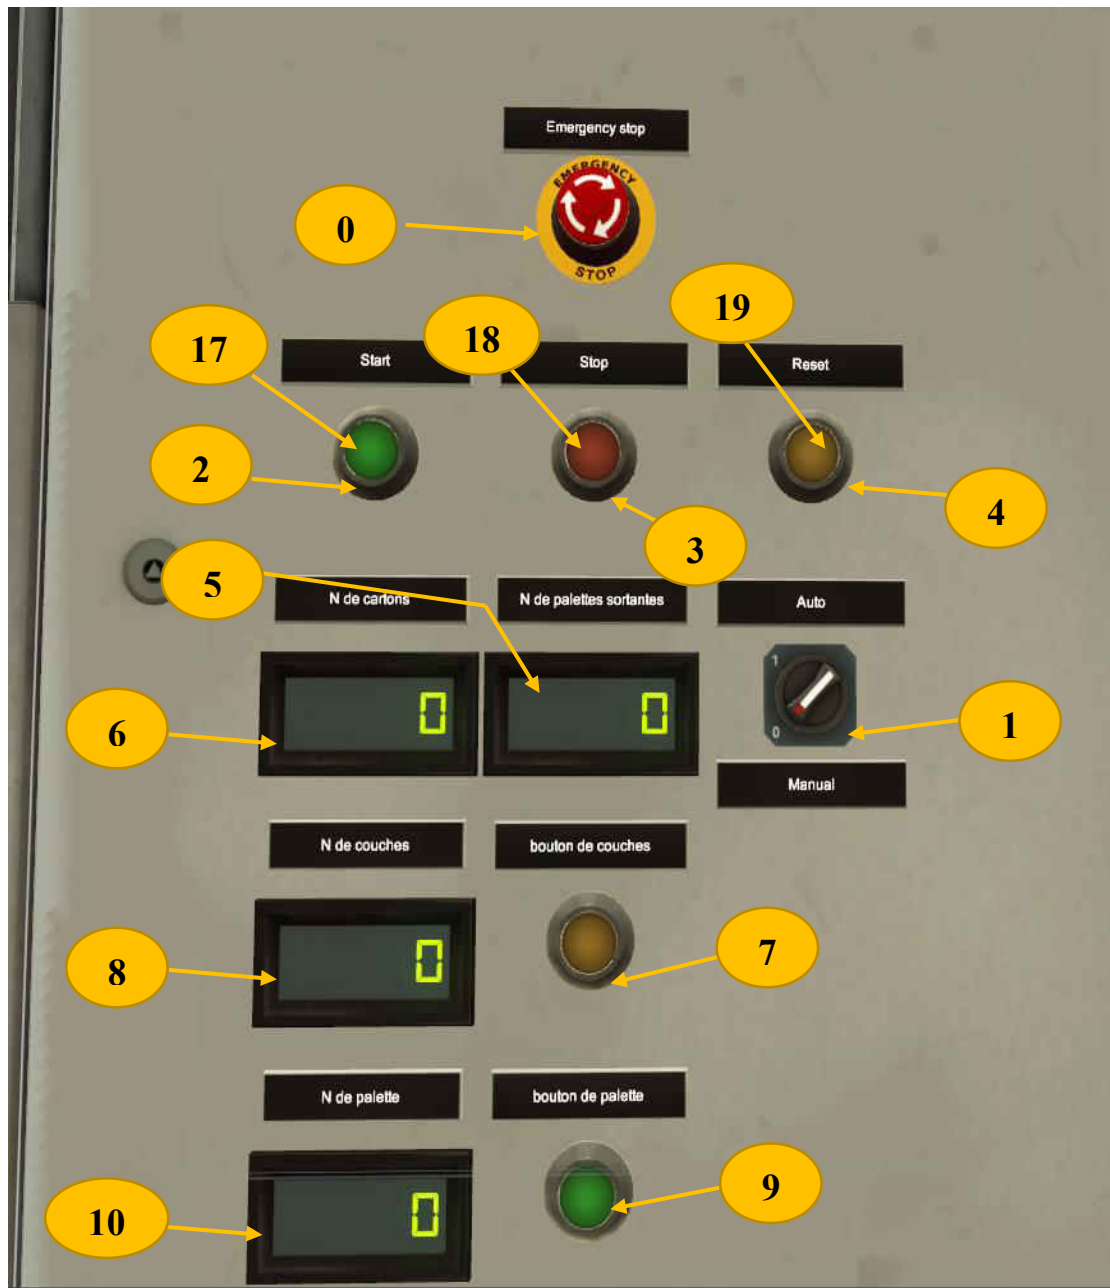 Emergency stop
EMERGENCY
STOP
0
17
18
19
Start
Stop
Reset
2
3
4
5
N de cartons
N de palettes sortantes
Auto
1
0
6
0
0
1
Manual
N de couches
bouton de couches
8
0
7
N de palette
bouton de palette
10
0
9